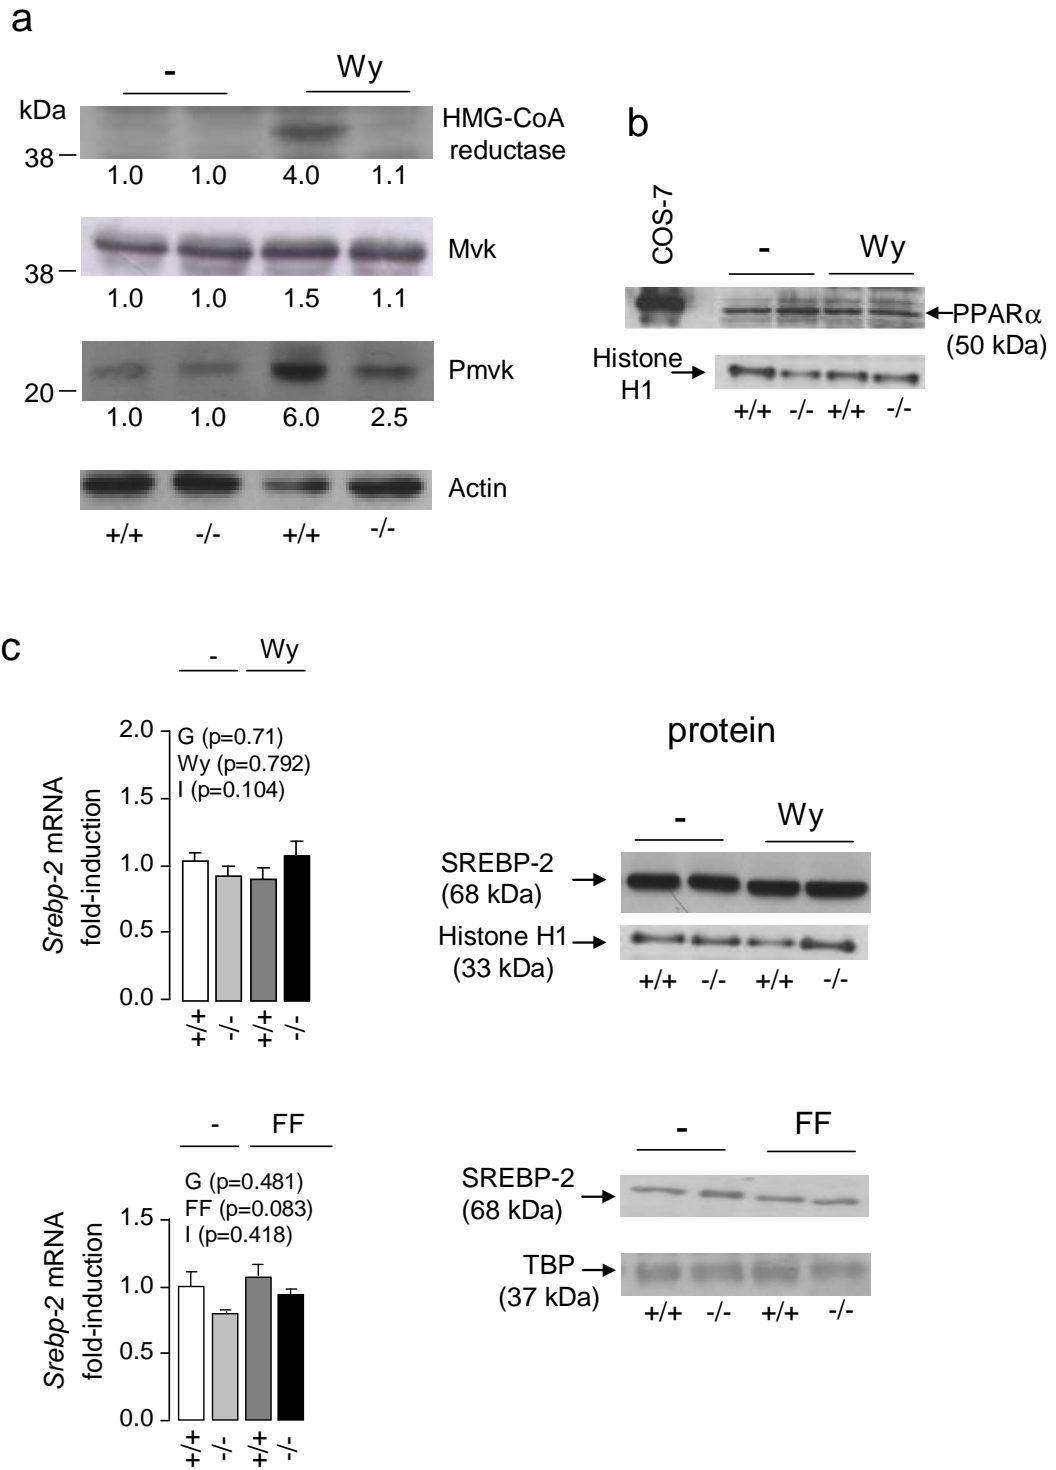 a
- Wy
kDa
HMG-CoA
reductase
38
1.0 1.0 4.0 1.1
Mvk
38
1.0 1.0 1.5 1.1
Pmvk
20
1.0 1.0 6.0 2.5
Actin
+/+ -/- +/+ -/-
b
COS-7
- Wy
PPARα
(50 kDa)
Histone
H1
+/+ -/- +/+ -/-
c
- Wy
2.0
1.5
1.0
0.5
0.0
G (p=0.71)
Wy (p=0.792)
I (p=0.104)
Srebp-2 mRNA
fold-induction
+/+ -/- +/+ -/-
protein
- Wy
SREBP-2
(68 kDa)
Histone H1
(33 kDa)
+/+ -/- +/+ -/-
- FF
G (p=0.481)
FF (p=0.083)
I (p=0.418)
1.5
1.0
0.5
0.0
Srebp-2 mRNA
fold-induction
+/+ -/- +/+ -/-
- FF
SREBP-2
(68 kDa)
TBP
(37 kDa)
+/+ -/- +/+ -/-